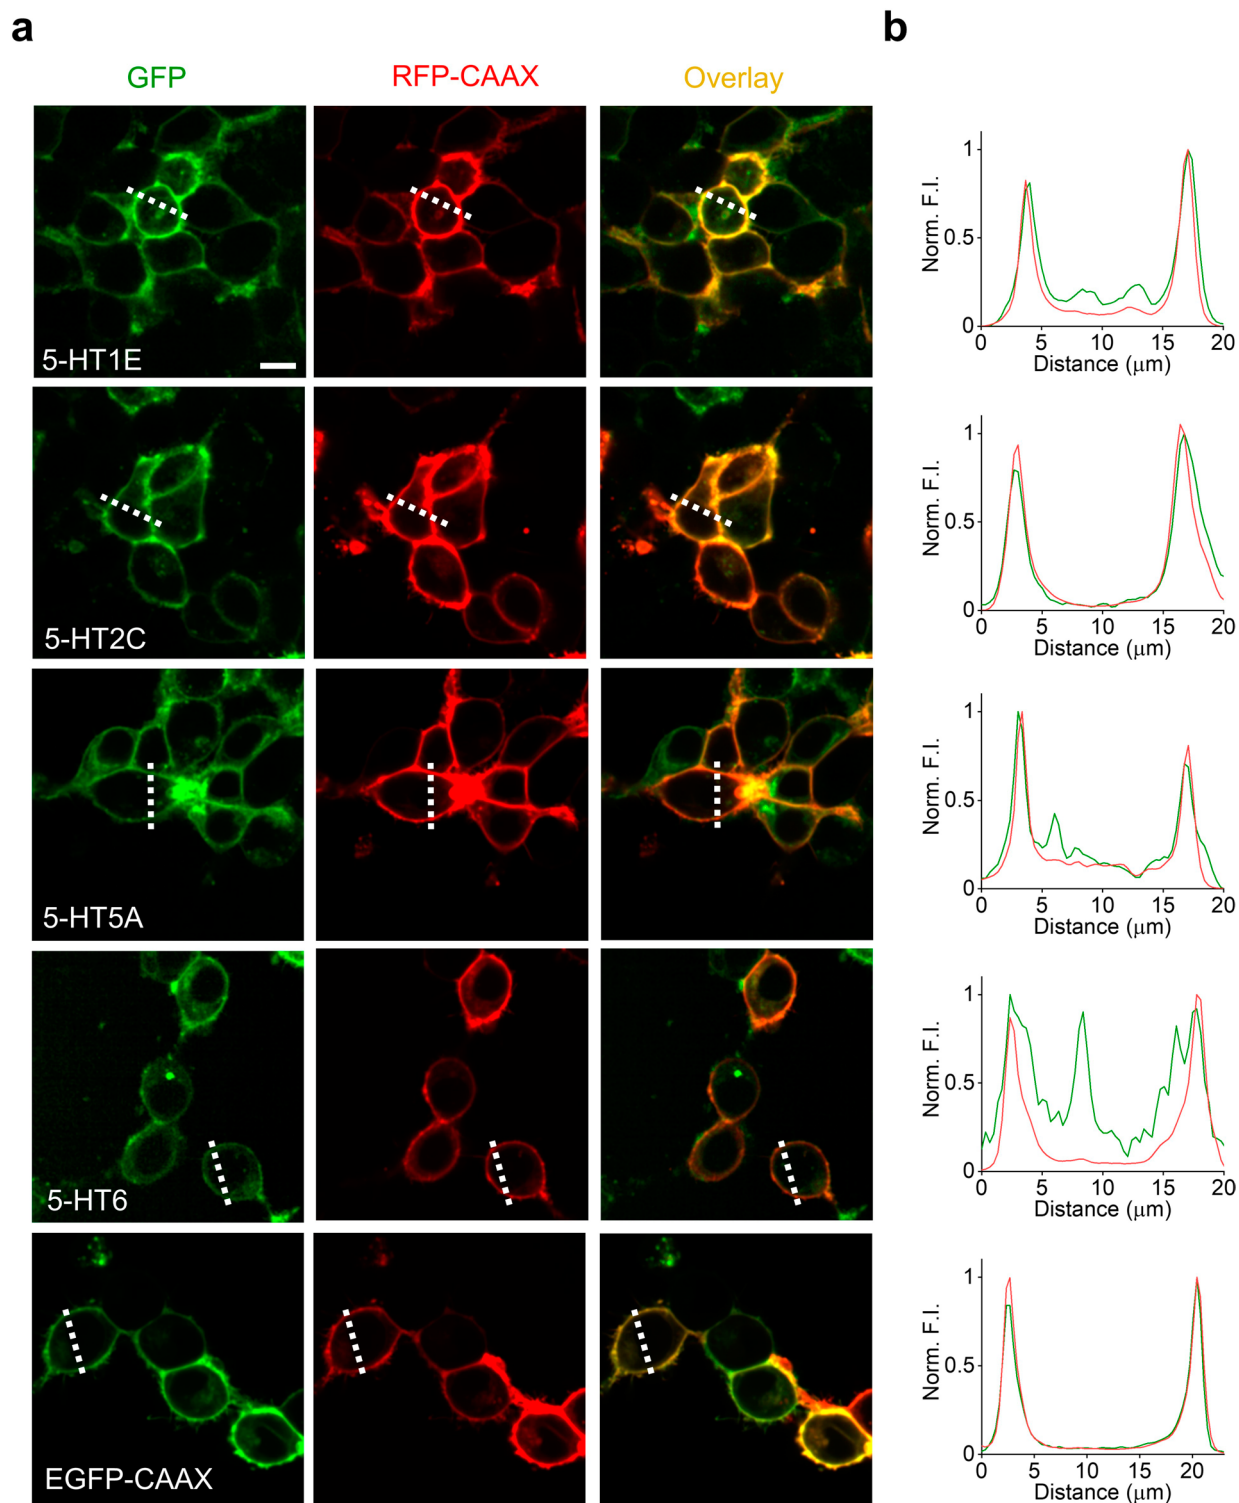 a
b
GFP
RFP-CAAX
Overlay
5-HT1E
1
0.5
0
Norm. F.I.
0 5 10 15 20
Distance (μm)
5-HT2C
1
0.5
0
Norm. F.I.
0 5 10 15 20
Distance (μm)
5-HT5A
1
0.5
0
Norm. F.I.
0 5 10 15 20
Distance (μm)
5-HT6
1
0.5
0
Norm. F.I.
0 5 10 15 20
Distance (μm)
EGFP-CAAX
1
0.5
0
Norm. F.I.
0 5 10 15 20
Distance (μm)